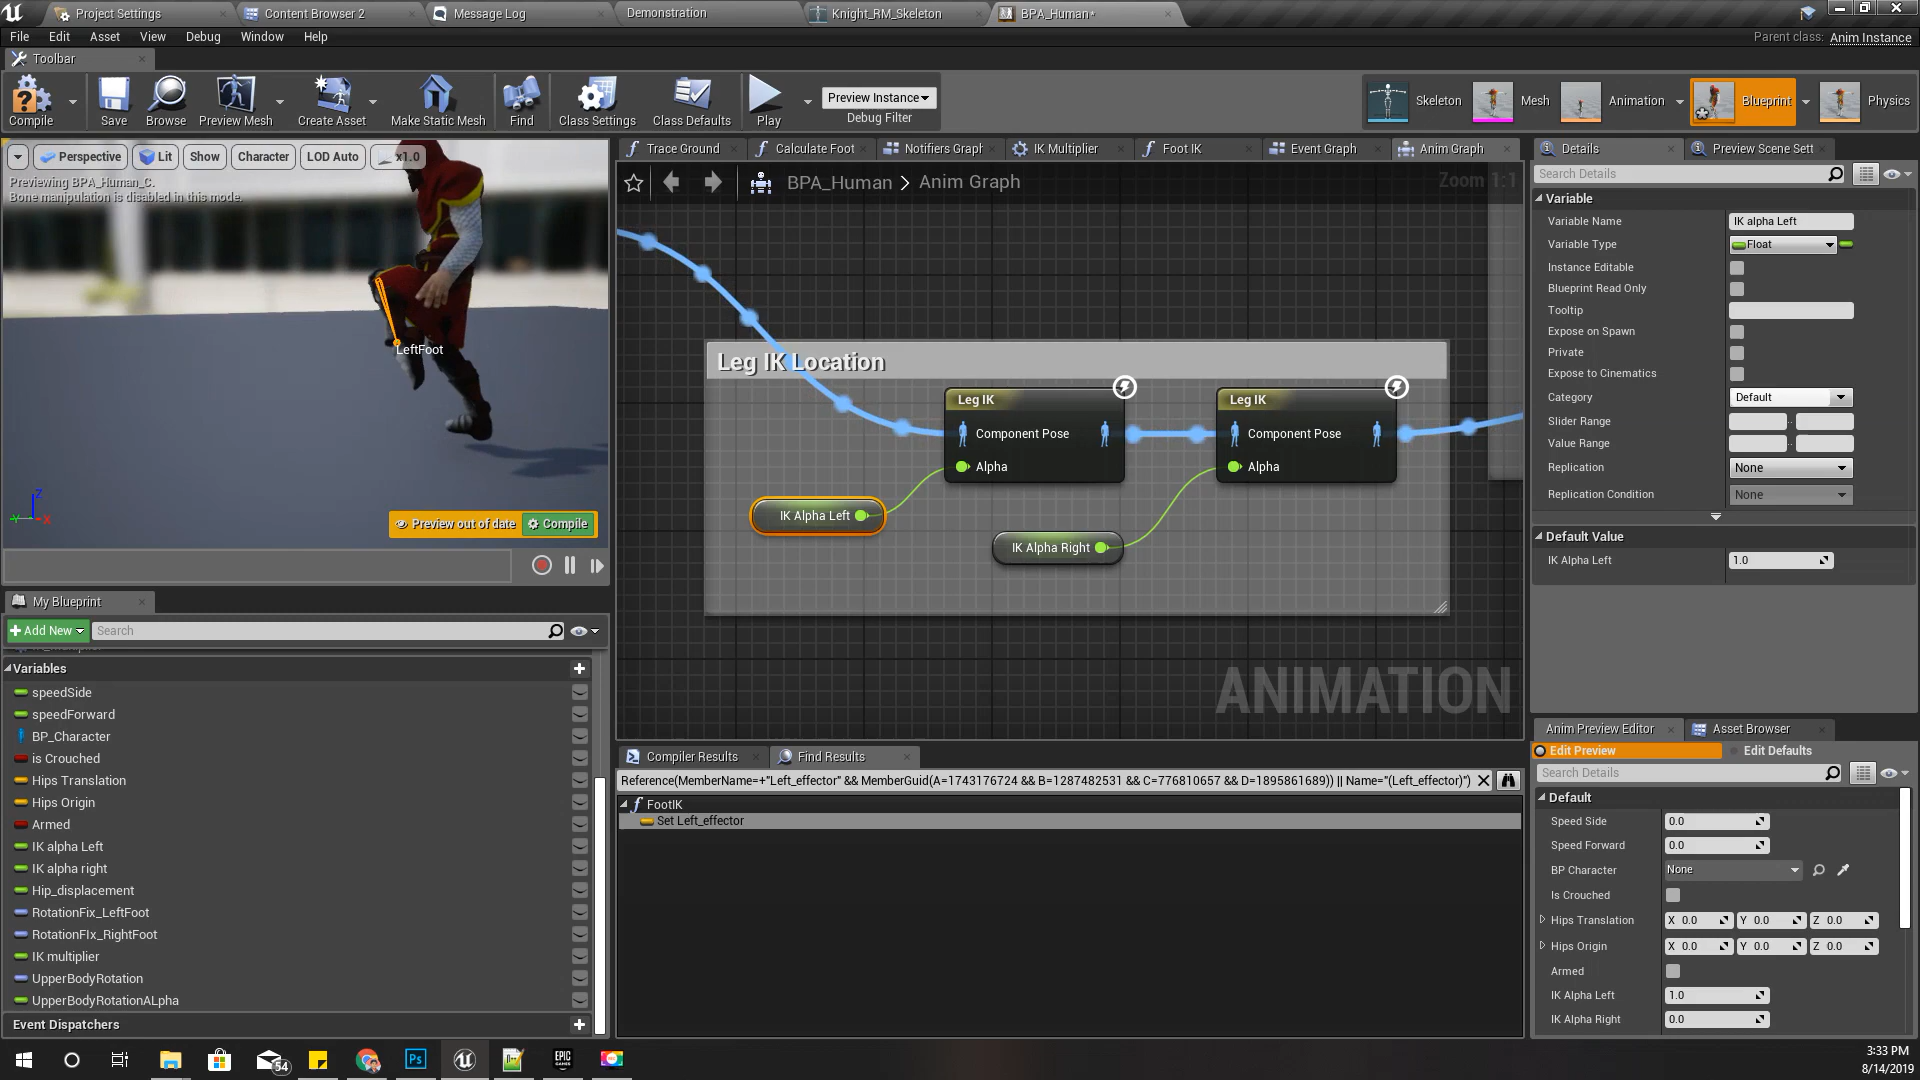 Project Settings
Content Browser 2
Message Log
Demonstration
Knight_RM_Skeleton
BPA_Human*
File Edit Asset View Debug Window Help
Parent class: Anim Instance
Toolbar
Compile
Save
Browse
Preview Mesh
Create Asset
Make Static Mesh
Find
Class Settings
Class Defaults
Play
Preview Instance
Debug Filter
Skeleton
Mesh
Animation
Blueprint
Physics
Perspective
Lit
Show
Character
LOD Auto
x1.0
Previewing BPA_Human_C.
Bone manipulation is disabled in this mode.
LeftFoot
Z
Y
X
Preview out of date
Compile
Trace Ground
Calculate Foot
Notifiers Graph
IK Multiplier
Foot IK
Event Graph
Anim Graph
BPA_Human > Anim Graph
Zoom 1:1
Leg IK Location
Leg IK
Component Pose
Alpha
Leg IK
Component Pose
Alpha
IK Alpha Left
IK Alpha Right
ANIMATION
My Blueprint
Add New
Search
Variables
speedSide
speedForward
BP_Character
is Crouched
Hips Translation
Hips Origin
Armed
IK alpha Left
IK alpha right
Hip_displacement
RotationFix_LeftFoot
RotationFIx_RightFoot
IK multiplier
UpperBodyRotation
UpperBodyRotationALpha
Event Dispatchers
Compiler Results
Find Results
Reference(MemberName=+"Left_effector" && MemberGuid(A=1743176724 && B=1287482531 && C=776810657 && D=1895861689)) || Name="(Left_effector)")
FootIK
Set Left_effector
Details
Preview Scene Sett
Search Details
Variable
Variable Name IK alpha Left
Variable Type Float
Instance Editable
Blueprint Read Only
Tooltip
Expose on Spawn
Private
Expose to Cinematics
Category Default
Slider Range
Value Range
Replication None
Replication Condition None
Default Value
IK Alpha Left 1.0
Anim Preview Editor
Asset Browser
Edit Preview
Edit Defaults
Search Details
Default
Speed Side 0.0
Speed Forward 0.0
BP Character None
Is Crouched
Hips Translation X 0.0 Y 0.0 Z 0.0
Hips Origin X 0.0 Y 0.0 Z 0.0
Armed
IK Alpha Left 1.0
IK Alpha Right 0.0
54
Ps
EPIC
GAMES
3:33 PM
8/14/2019